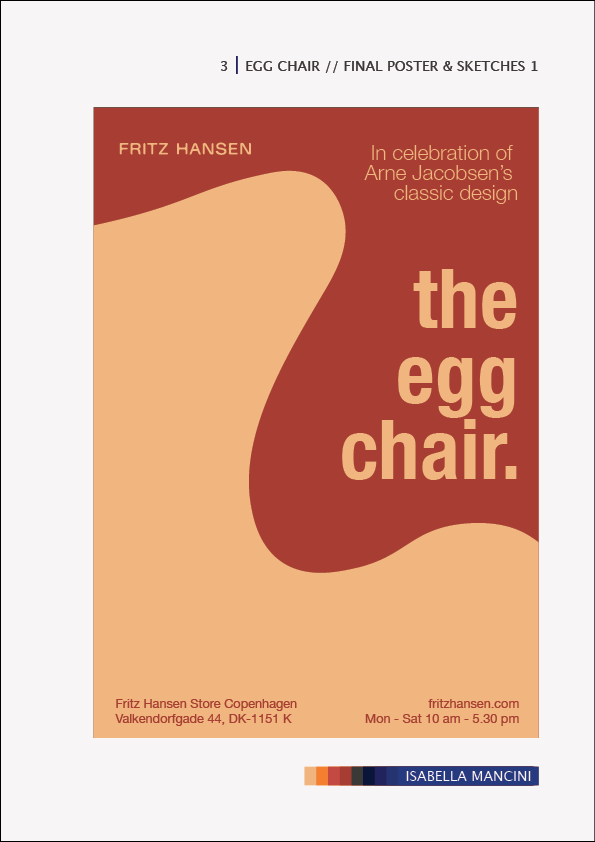 3 | EGG CHAIR // FINAL POSTER & SKETCHES 1
FRITZ HANSEN
In celebration of
Arne Jacobsen's
classic design
the
egg
chair.
Fritz Hansen Store Copenhagen
Valkendorfgade 44, DK-1151 K
fritzhansen.com
Mon - Sat 10 am - 5.30 pm
ISABELLA MANCINI